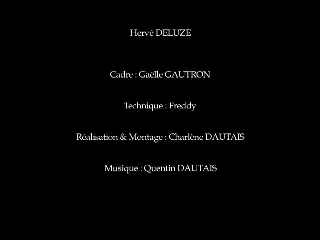 Hervé DELUZE
Cadre : Gaëlle GAUTRON
Technique : Freddy
Réalisation & Montage : Charlène DAUTAIS
Musique : Quentin DAUTAIS